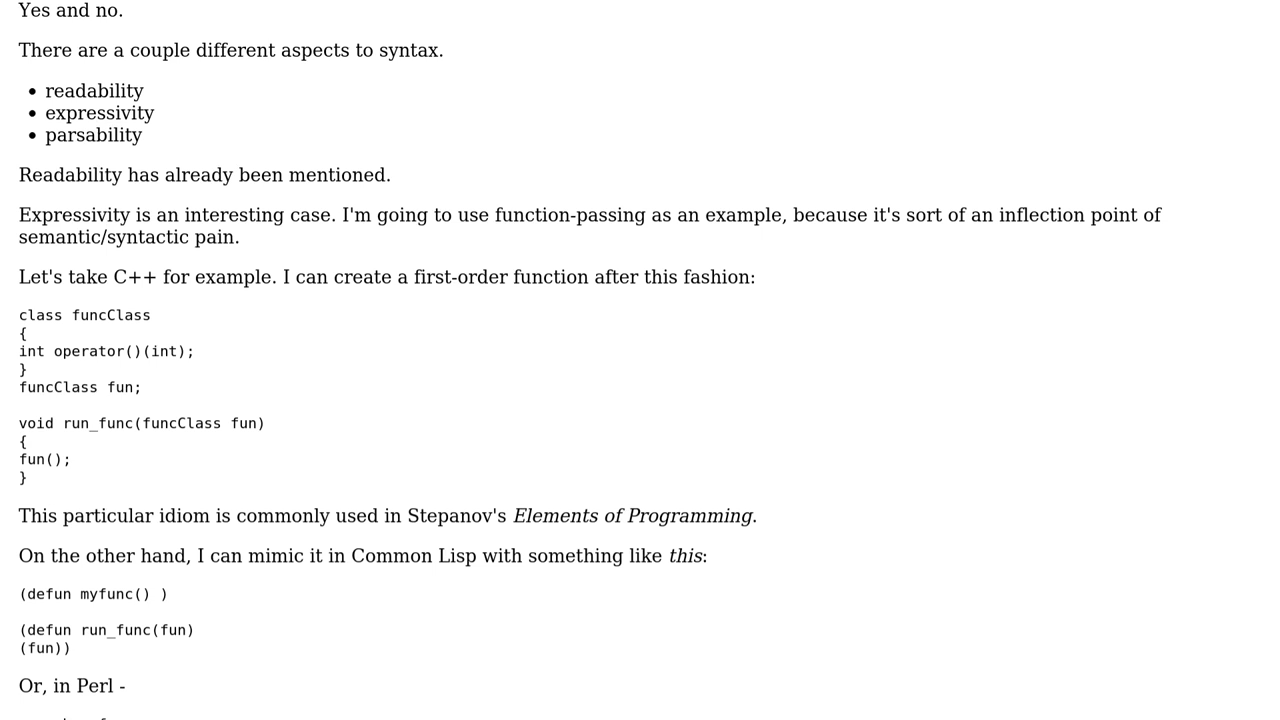 Yes and no.
There are a couple different aspects to syntax.
• readability
• expressivity
• parsability
Readability has already been mentioned.
Expressivity is an interesting case. I'm going to use function-passing as an example, because it's sort of an inflection point of
semantic/syntactic pain.
Let's take C++ for example. I can create a first-order function after this fashion:
class funcClass
{
int operator()(int);
}
funcClass fun;
void run_func(funcClass fun)
{
fun();
}
This particular idiom is commonly used in Stepanov's Elements of Programming.
On the other hand, I can mimic it in Common Lisp with something like this:
(defun myfunc() )
(defun run_func(fun)
(fun))
Or, in Perl -